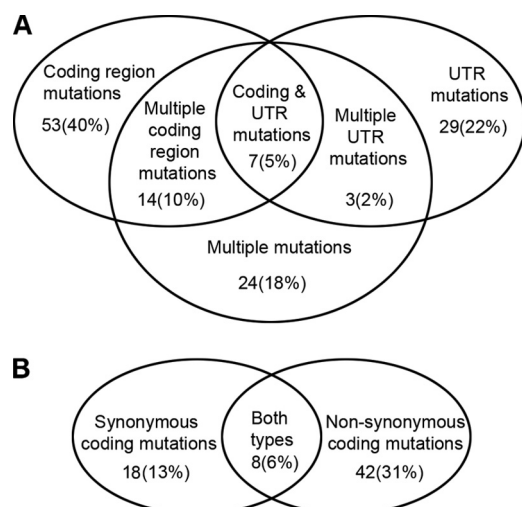 A
Coding region
mutations
53(40%)
Multiple
coding
region
mutations
14(10%)
Coding &
UTR
mutations
7(5%)
Multiple
UTR
mutations
3(2%)
UTR
mutations
29(22%)
Multiple mutations
24(18%)
B
Synonymous
coding mutations
18(13%)
Both
types
8(6%)
Non-synonymous
coding mutations
42(31%)